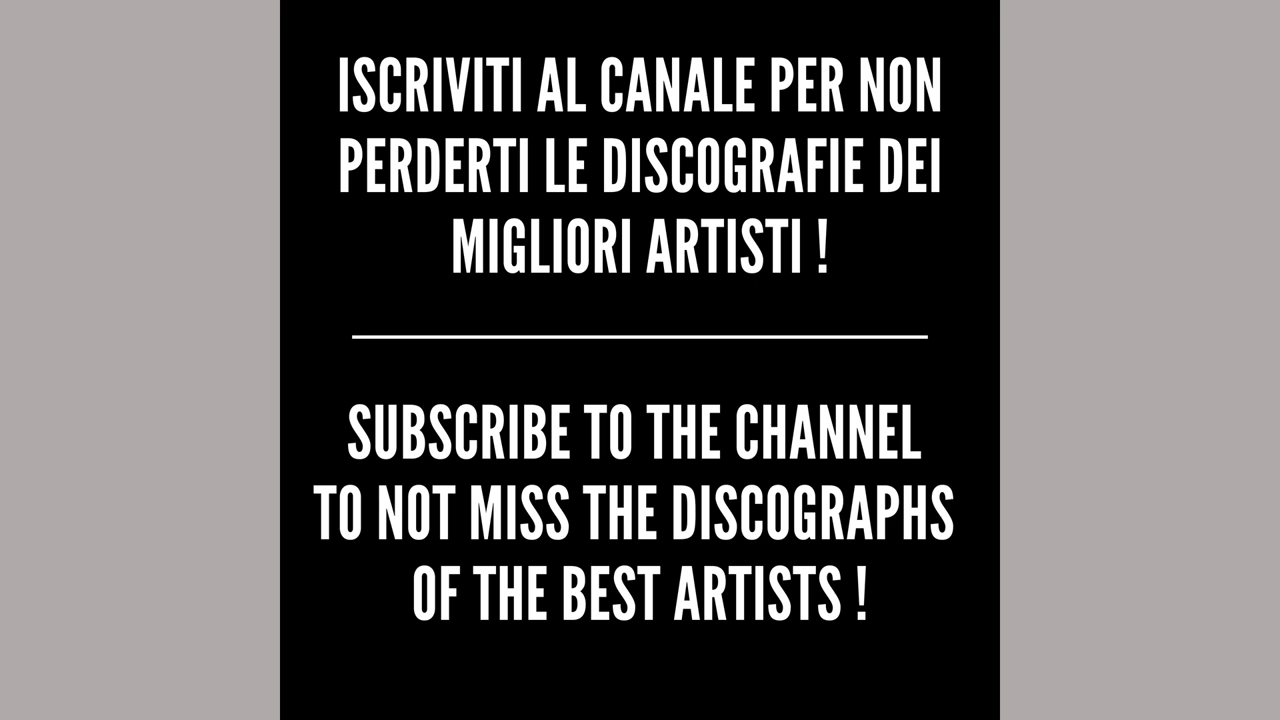 ISCRIVITI AL CANALE PER NON
PERDERTI LE DISCOGRAFIE DEI
MIGLIORI ARTISTI !
SUBSCRIBE TO THE CHANNEL
TO NOT MISS THE DISCOGRAPHS
OF THE BEST ARTISTS !